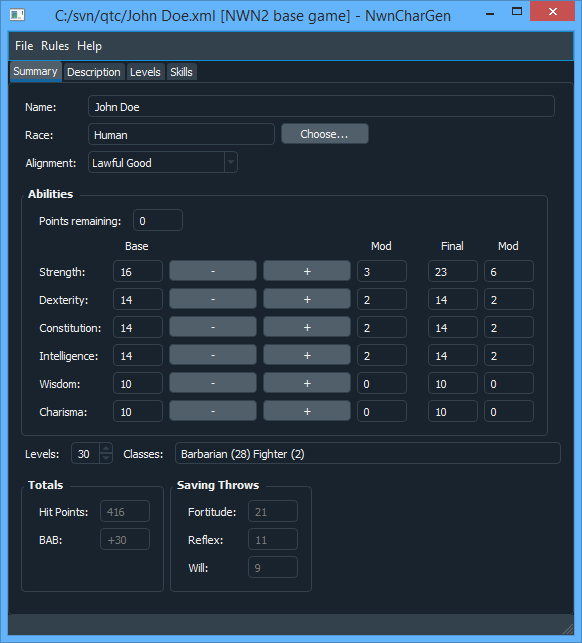 C:/svn/qtc/John Doe.xml [NWN2 base game] - NwnCharGen
File Rules Help
Summary Description Levels Skills
Name: John Doe
Race: Human Choose...
Alignment: Lawful Good
Abilities
Points remaining: 0
Base Mod Final Mod
Strength: 16 - + 3 23 6
Dexterity: 14 - + 2 14 2
Constitution: 14 - + 2 14 2
Intelligence: 14 - + 2 14 2
Wisdom: 10 - + 0 10 0
Charisma: 10 - + 0 10 0
Levels: 30 Classes: Barbarian (28) Fighter (2)
Totals Saving Throws
Hit Points: 416 Fortitude: 21
BAB: +30 Reflex: 11
Will: 9